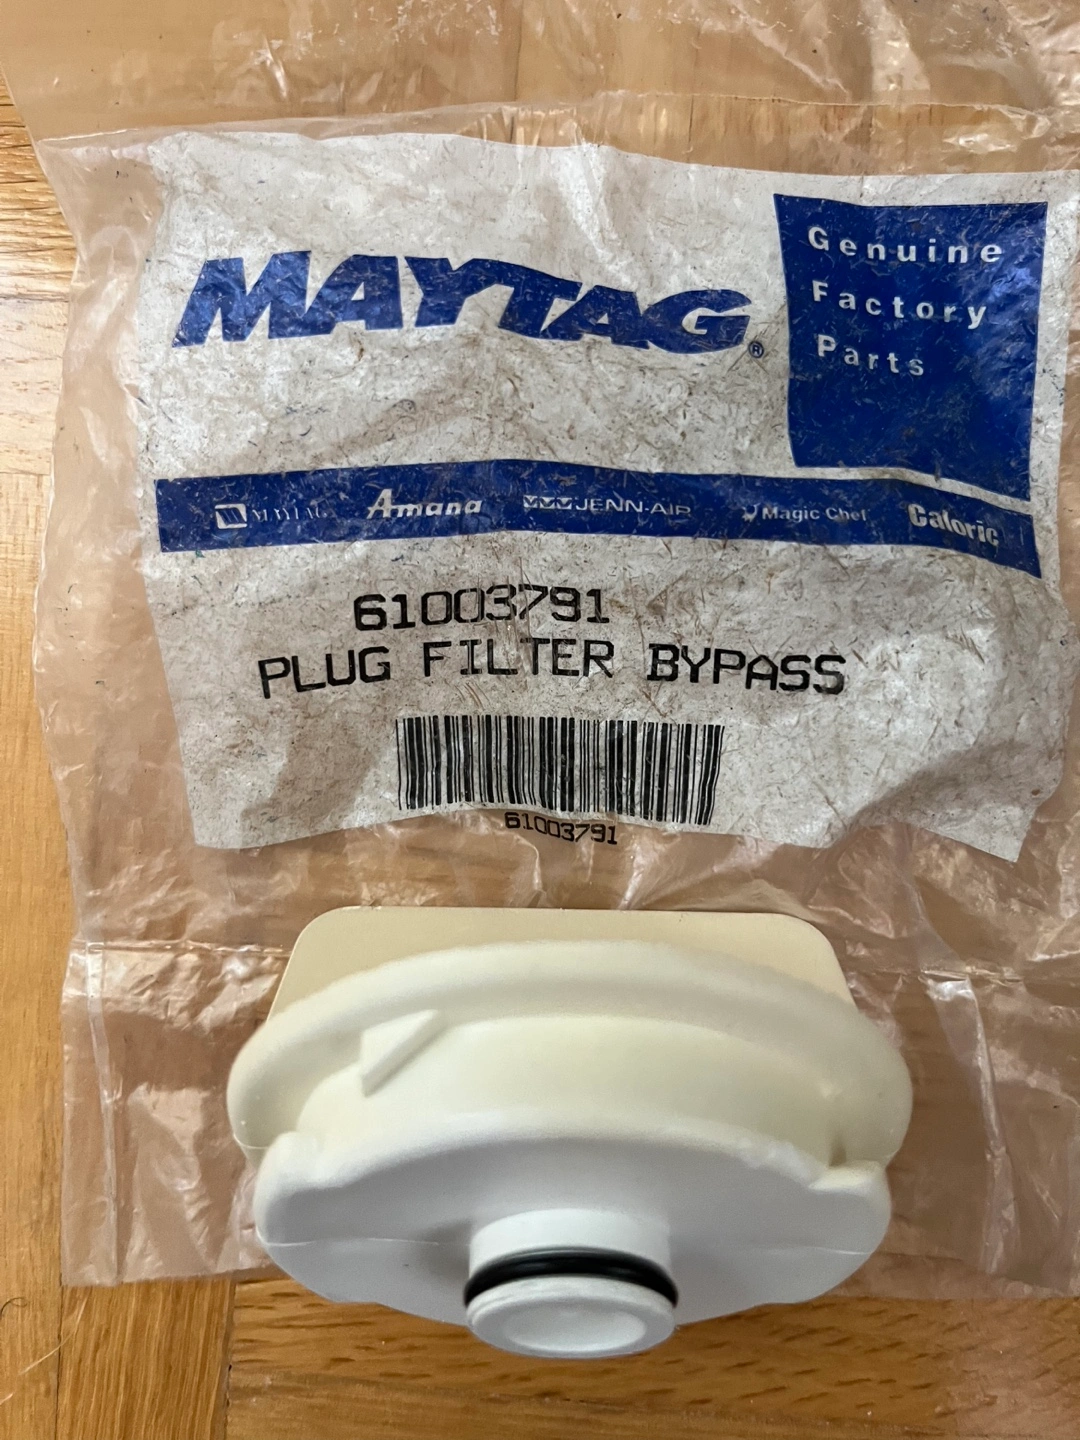 MAYTAG®
Genuine
Factory
Parts
MAYTAG Amana JENN-AIR Magic Chef Caloric
61003791
PLUG FILTER BYPASS
61003791